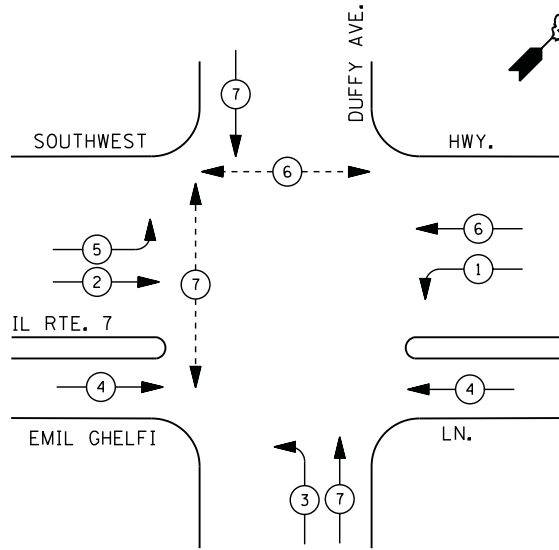 DUFFY AVE.
7
SOUTHWEST
HWY.
6
5
6
2
7
1
IL RTE. 7
4
4
EMIL GHELFI
LN.
3
7